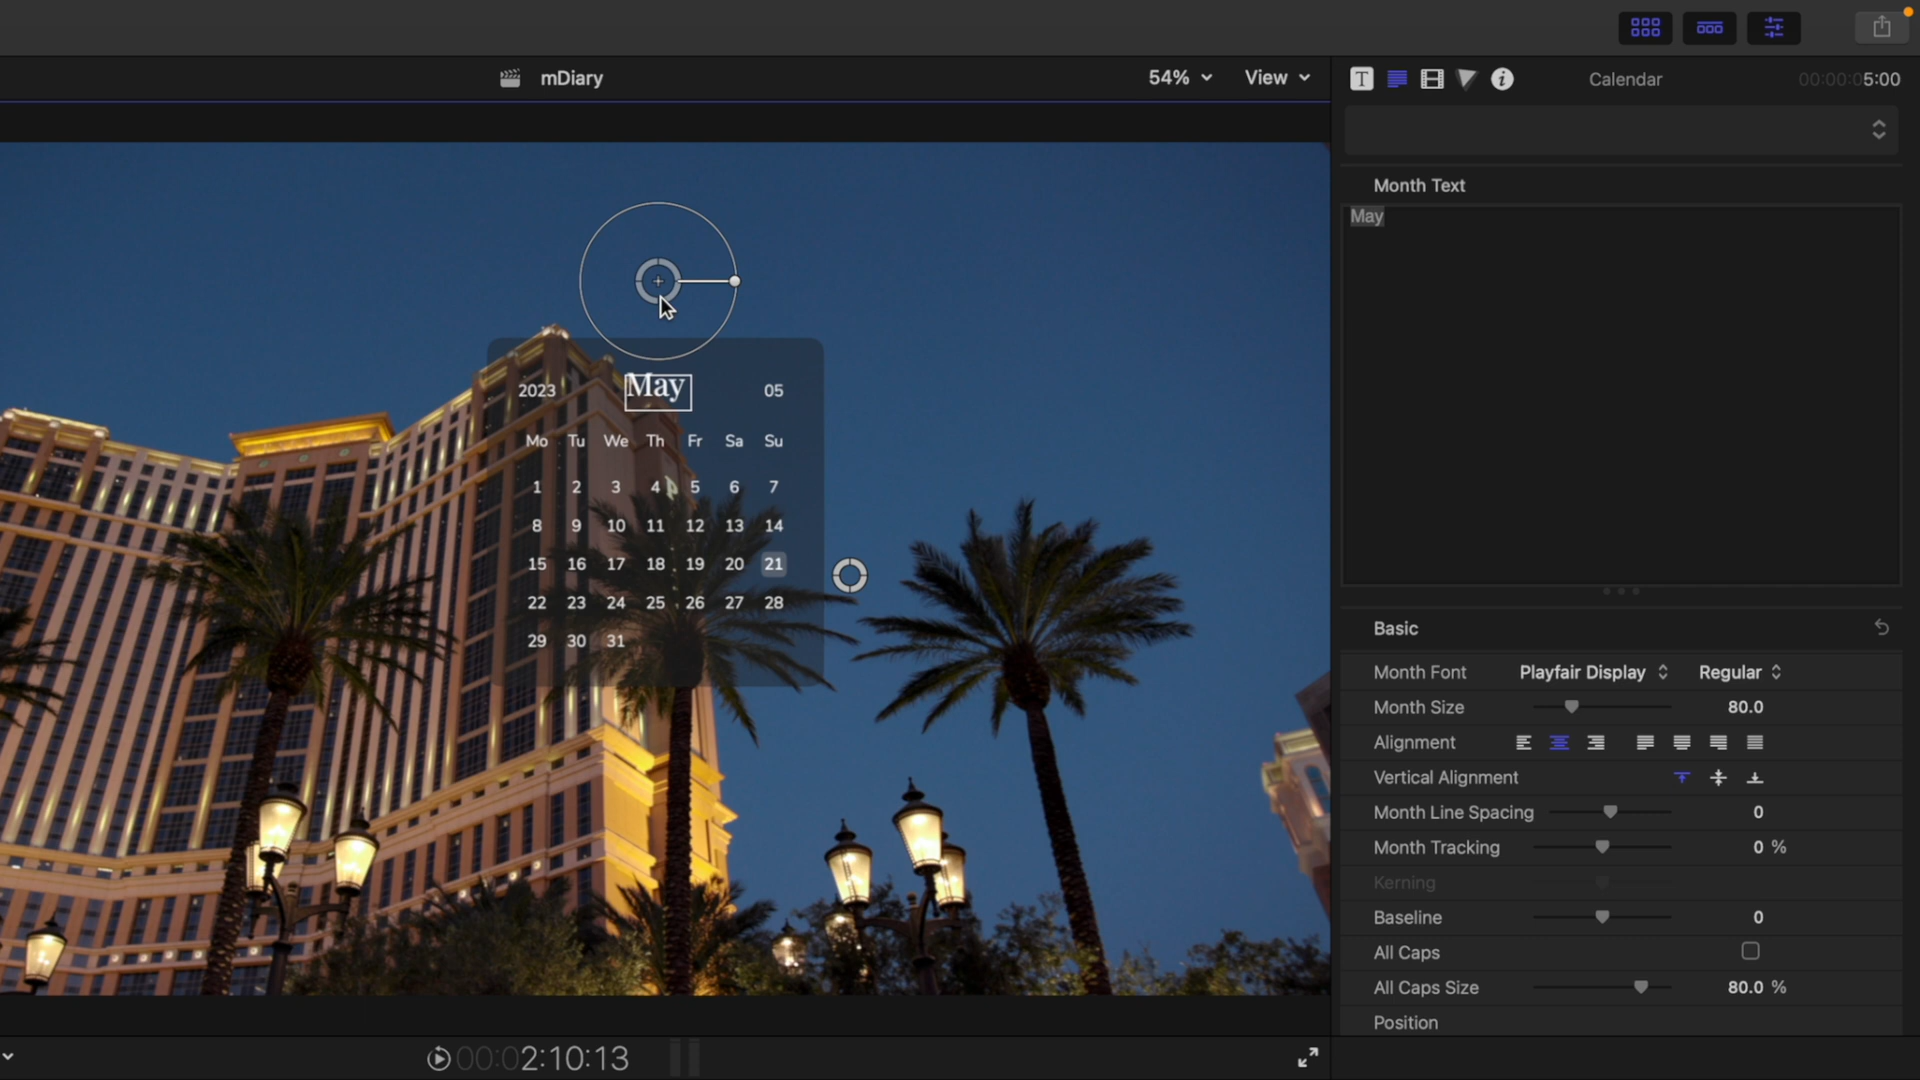 mDiary
54%
View
T
i
Calendar
00:00:05:00
Month Text
May
2023
May
05
Mo Tu We Th Fr Sa Su
1 2 3 4 5 6 7
8 9 10 11 12 13 14
15 16 17 18 19 20 21
22 23 24 25 26 27 28
29 30 31
Basic
Month Font Playfair Display Regular
Month Size 80.0
Alignment
Vertical Alignment
Month Line Spacing 0
Month Tracking 0 %
Kerning
Baseline 0
All Caps
All Caps Size 80.0 %
Position
00:02:10:13